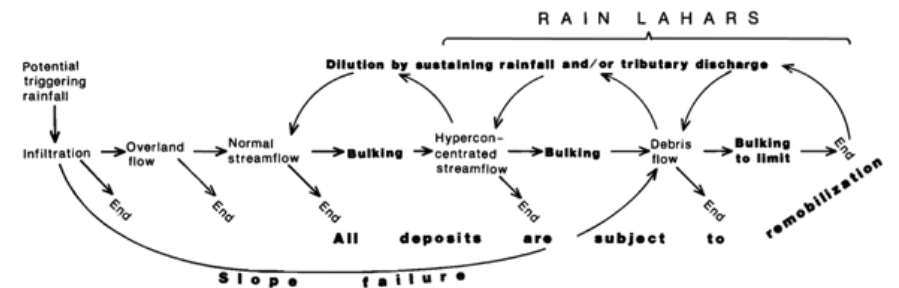 RAIN LAHARS
Dilution by sustaining rainfall and/or tributary discharge
Potential
triggering
rainfall
Infiltration
Overland
flow
Normal
streamflow
Bulking
Hypercon-
centrated
streamflow
Bulking
Debris
flow
Bulking
to limit
End
End
End
End
End
End
All deposits are subject to remobilization
Slope failure